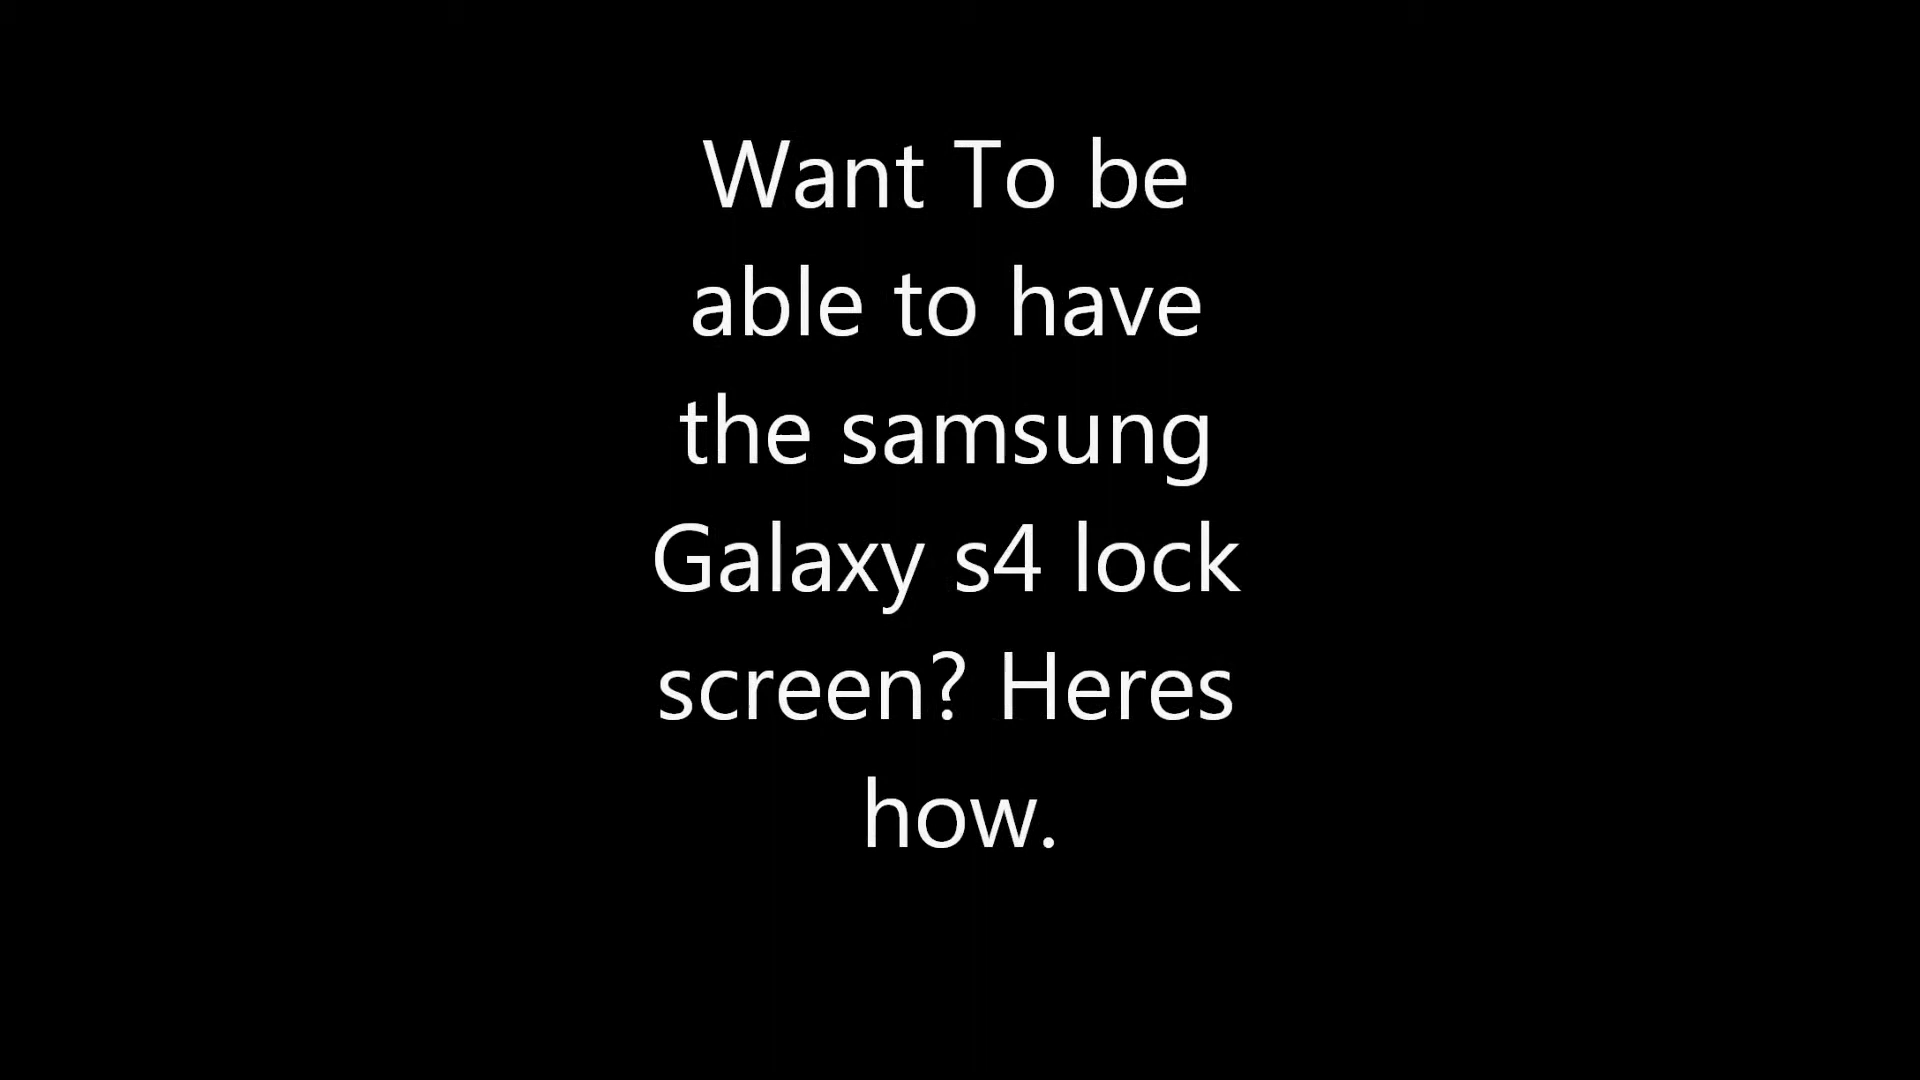 Want To be
able to have
the samsung
Galaxy s4 lock
screen? Heres
how.